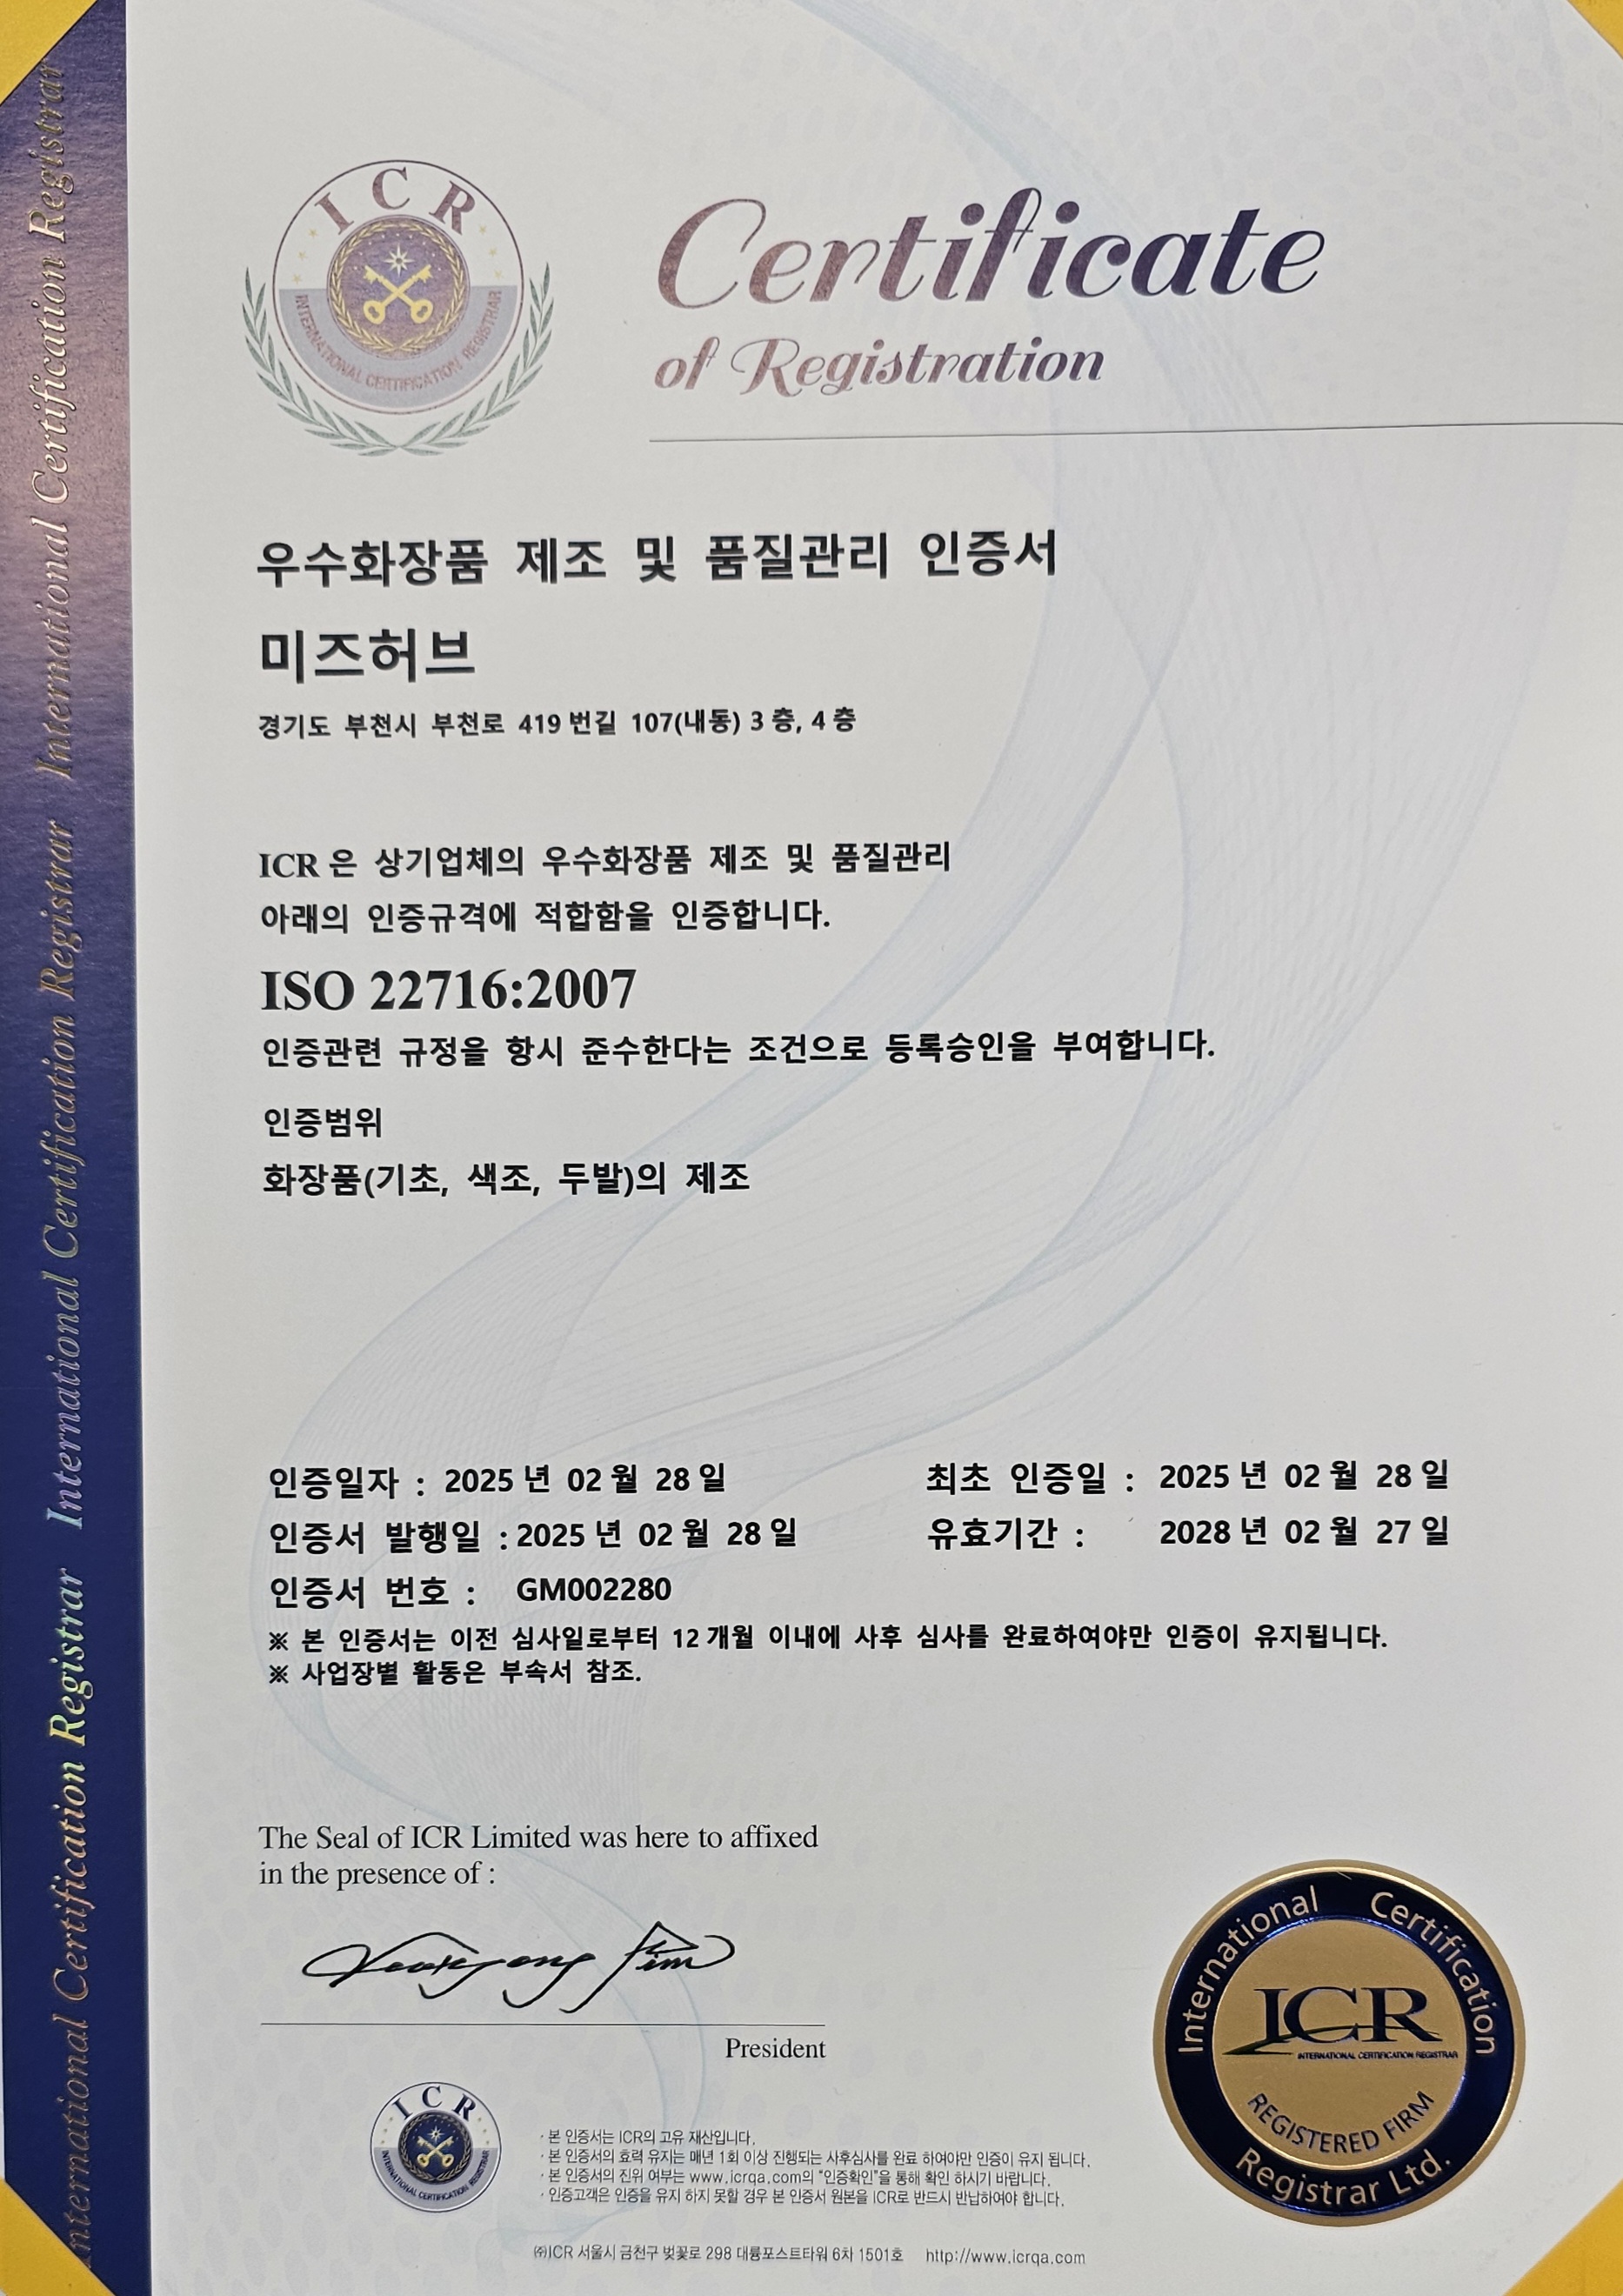 International Certification Registrar International Certification Registrar International Certification Registrar
ICR
INTERNATIONAL CERTIFICATION REGISTRAR
Certificate
of Registration
우수화장품 제조 및 품질관리 인증서
미즈허브
경기도 부천시 부천로 419 번길 107(내동) 3 층, 4 층
ICR 은 상기업체의 우수화장품 제조 및 품질관리
아래의 인증규격에 적합함을 인증합니다.
ISO 22716:2007
인증관련 규정을 항시 준수한다는 조건으로 등록승인을 부여합니다.
인증범위
화장품(기초, 색조, 두발)의 제조
인증일자 : 2025 년 02 월 28 일 최초 인증일 : 2025 년 02 월 28 일
인증서 발행일 : 2025 년 02 월 28 일 유효기간 : 2028 년 02 월 27 일
인증서 번호 : GM002280
※ 본 인증서는 이전 심사일로부터 12 개월 이내에 사후 심사를 완료하여야만 인증이 유지됩니다.
※ 사업장별 활동은 부속서 참조.
The Seal of ICR Limited was here to affixed
in the presence of :
President
ICR
INTERNATIONAL CERTIFICATION REGISTRAR
· 본 인증서는 ICR의 고유 재산입니다.
· 본 인증서의 효력 유지는 매년 1회 이상 진행되는 사후심사를 완료 하여야만 인증이 유지 됩니다.
· 본 인증서의 진위 여부는 www.icrqa.com의 "인증확인"을 통해 확인 하시기 바랍니다.
· 인증고객은 인증을 유지 하지 못할 경우 본 인증서 원본을 ICR로 반드시 반납하여야 합니다.
International Certification
ICR
INTERNATIONAL CERTIFICATION REGISTRAR
REGISTERED FIRM
Registrar Ltd.
㈜ICR 서울시 금천구 벚꽃로 298 대륭포스트타워 6차 1501호 http://www.icrqa.com